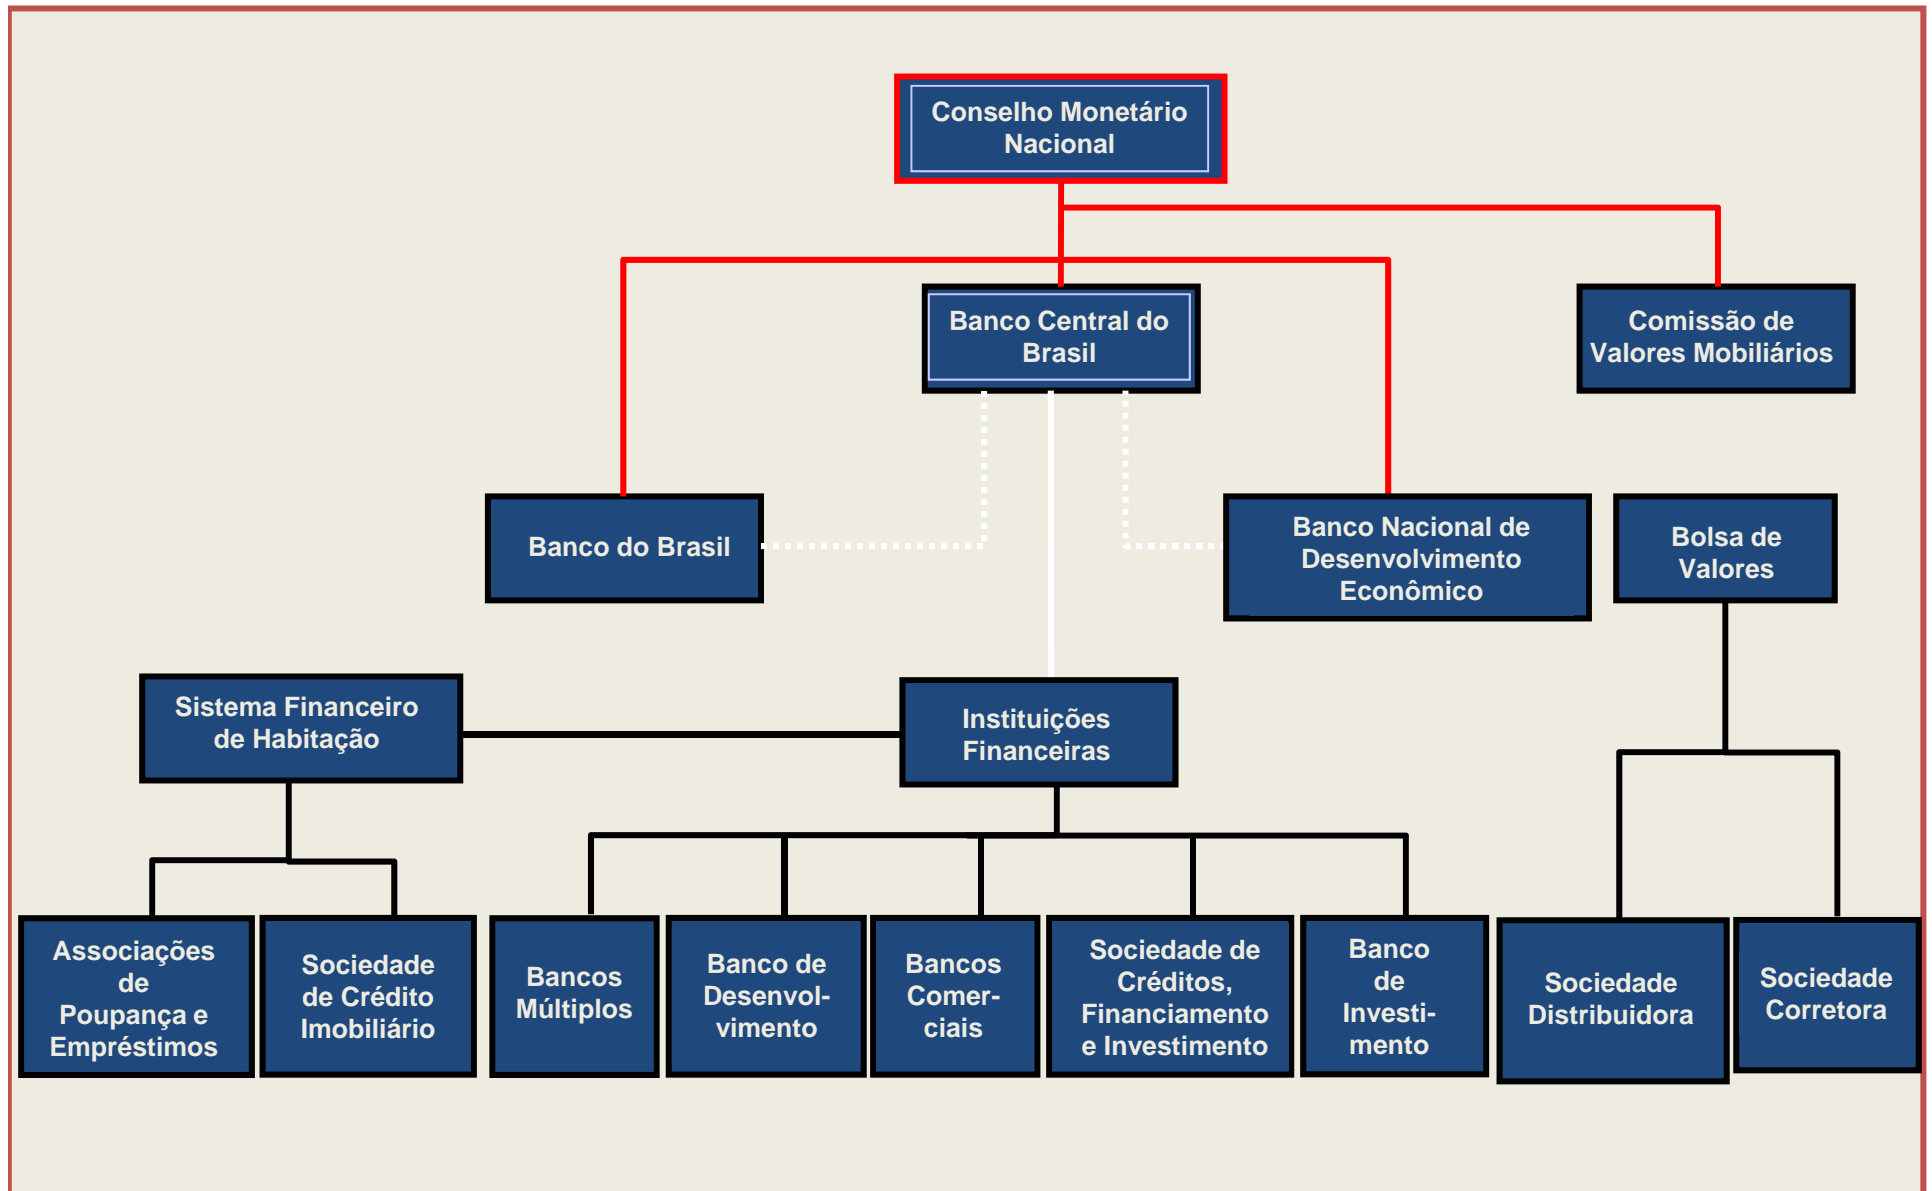 Conselho Monetário
Nacional
Banco Central do
Brasil
Comissão de
Valores Mobiliários
Banco do Brasil
Banco Nacional de
Desenvolvimento
Econômico
Bolsa de
Valores
Sistema Financeiro
de Habitação
Instituições
Financeiras
Associações
de
Poupança e
Empréstimos
Sociedade
de Crédito
Imobiliário
Bancos
Múltiplos
Banco de
Desenvol-
vimento
Bancos
Comer-
ciais
Sociedade de
Créditos,
Financiamento
e Investimento
Banco
de
Investi-
mento
Sociedade
Distribuidora
Sociedade
Corretora